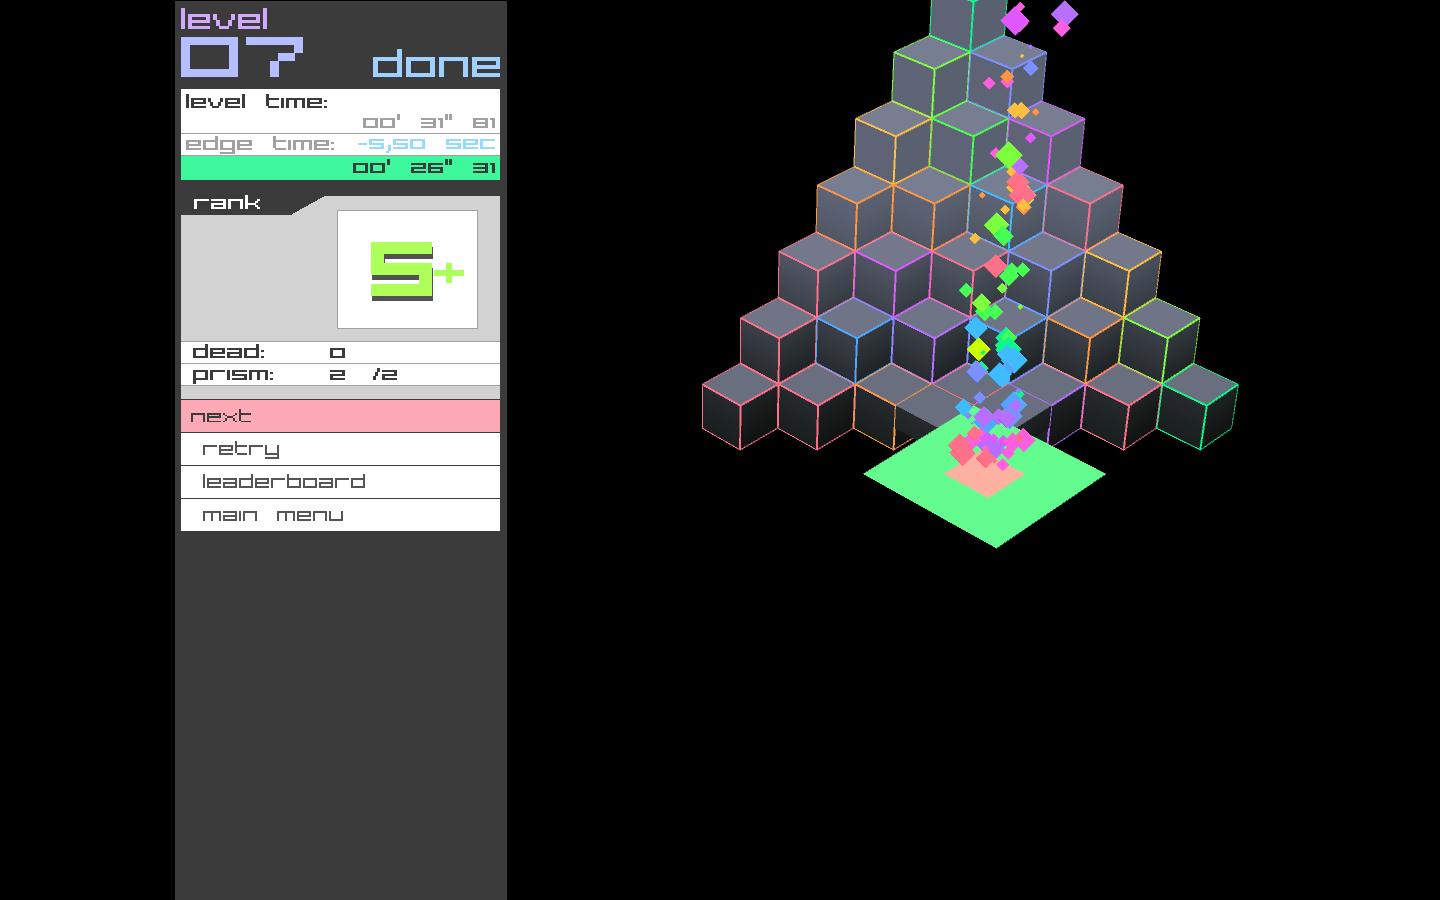 level
07 done
level time:
00' 31" 81
edge time: -5,50 sec
00' 26" 31
rank
S+
dead: 0
prism: 2 /2
next
retry
leaderboard
main menu